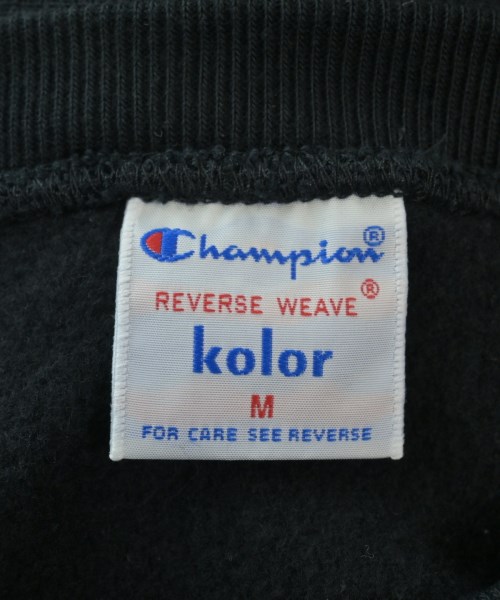 Champion®
REVERSE WEAVE®
kolor
M
FOR CARE SEE REVERSE